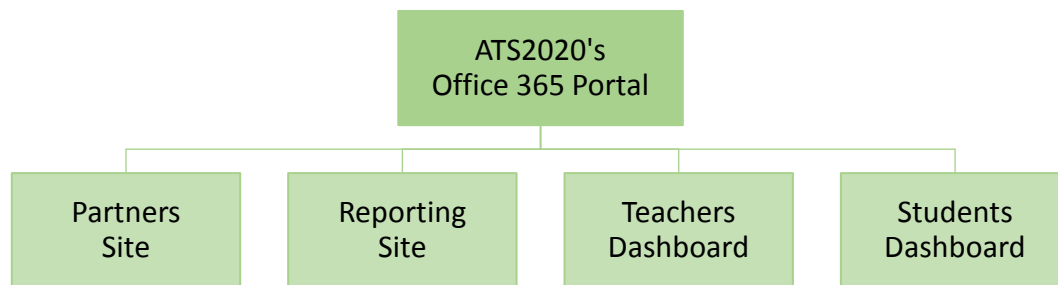 ATS2020's
Office 365 Portal
Partners
Site
Reporting
Site
Teachers
Dashboard
Students
Dashboard